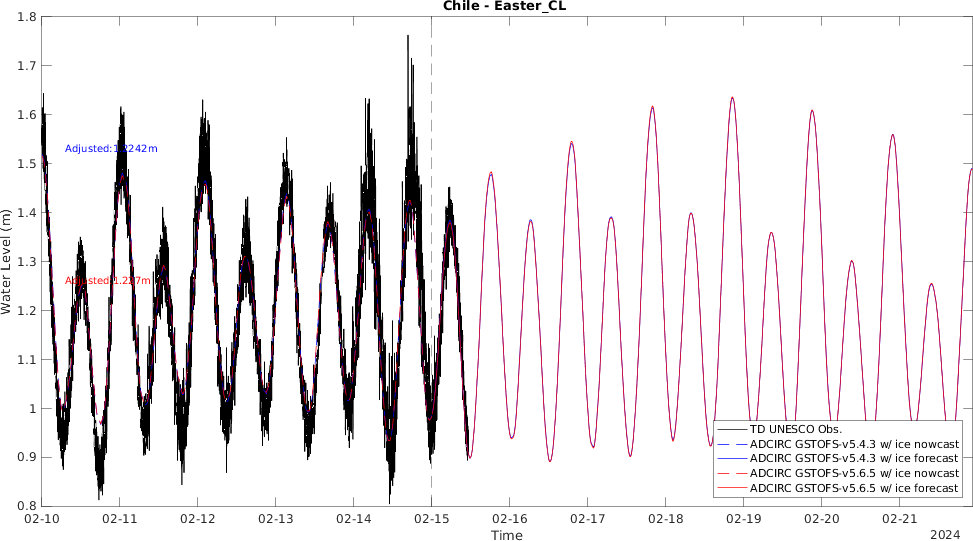 Chile - Easter_CL
1.8
1.7
1.6
1.5
1.4
1.3
1.2
1.1
1
0.9
0.8
Water Level (m)
Adjusted:1.2242m
Adjusted:1.227m
TD UNESCO Obs.
ADCIRC GSTOFS-v5.4.3 w/ ice nowcast
ADCIRC GSTOFS-v5.4.3 w/ ice forecast
ADCIRC GSTOFS-v5.6.5 w/ ice nowcast
ADCIRC GSTOFS-v5.6.5 w/ ice forecast
02-10 02-11 02-12 02-13 02-14 02-15 02-16 02-17 02-18 02-19 02-20 02-21
Time
2024